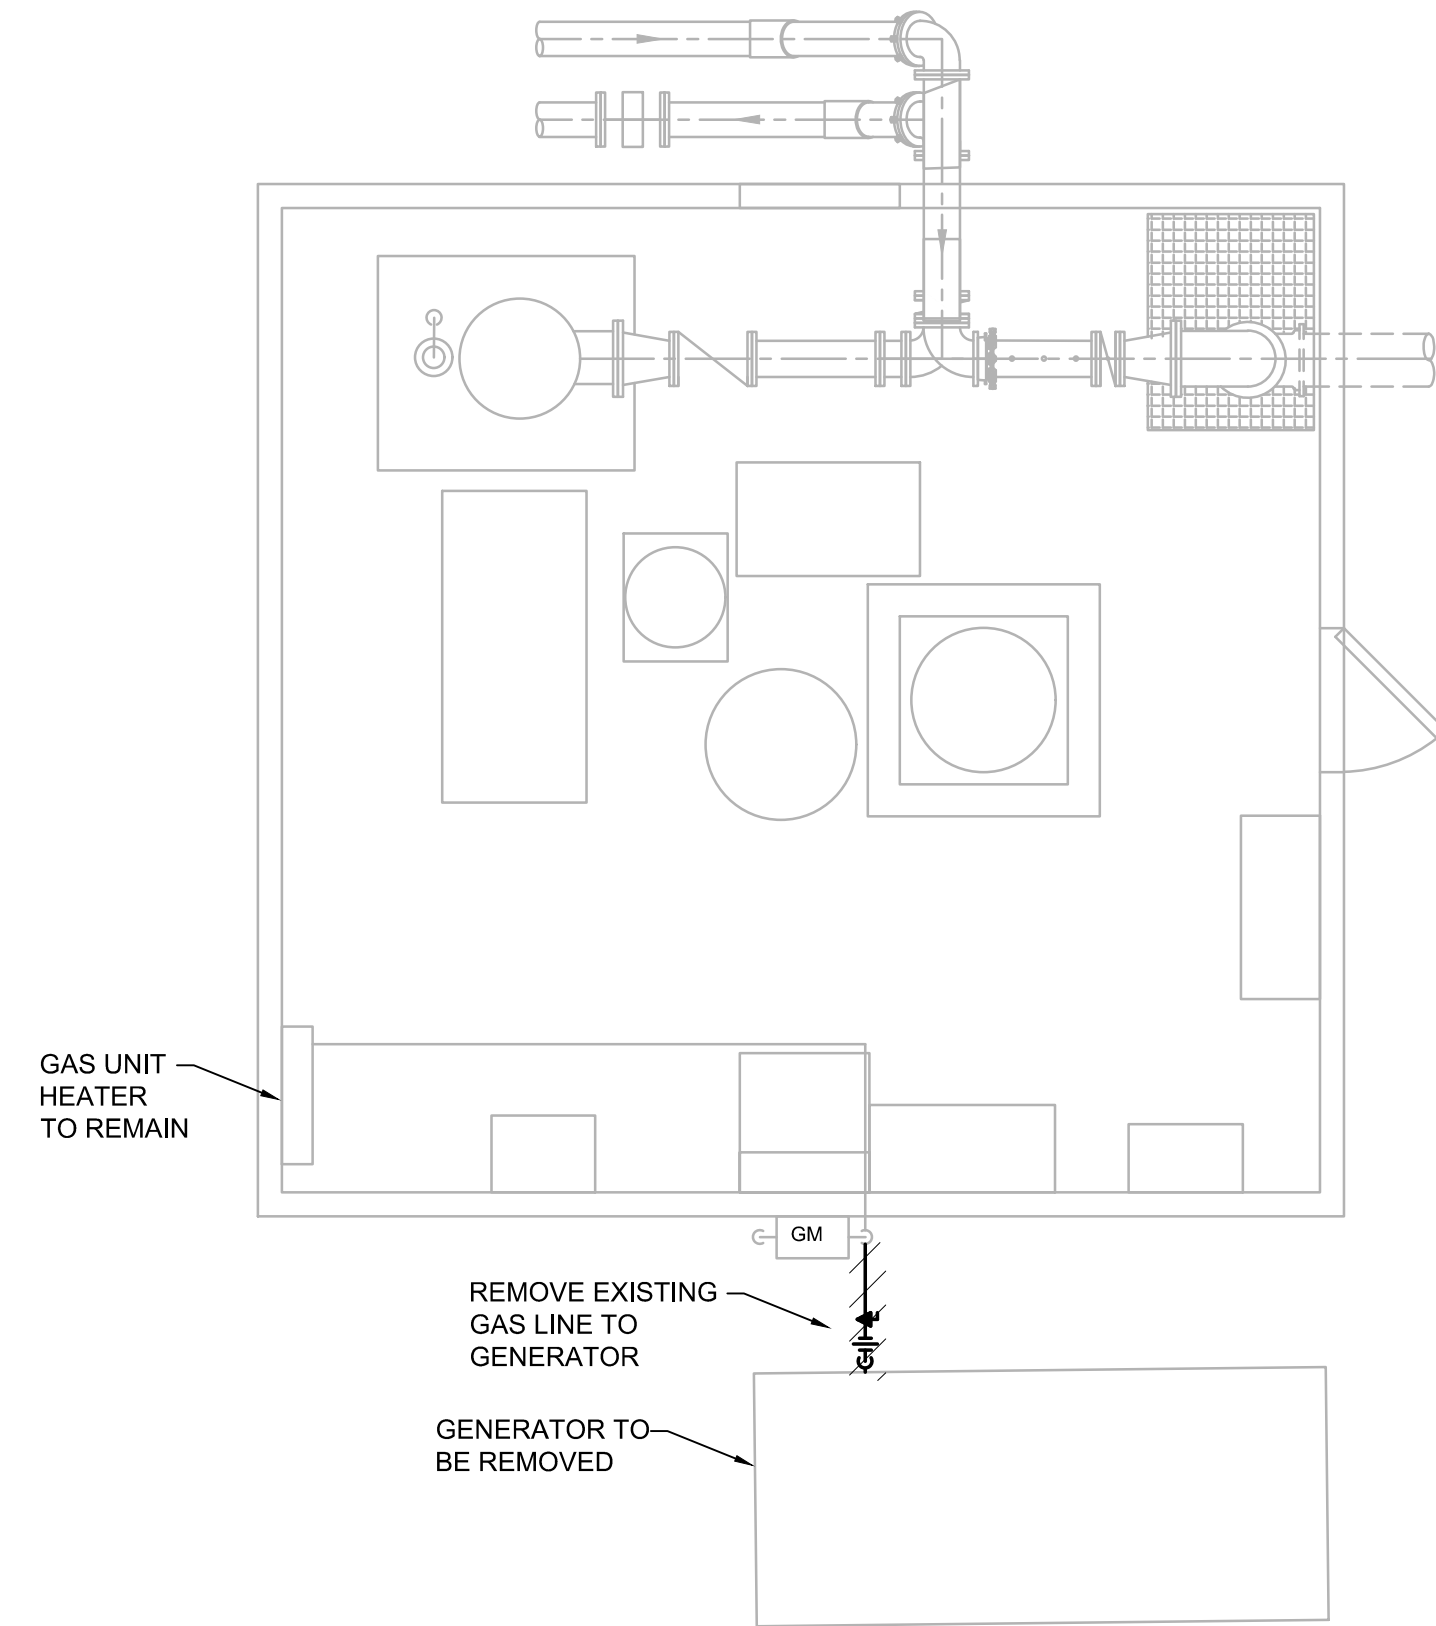 GAS UNIT
HEATER
TO REMAIN
GM
REMOVE EXISTING
GAS LINE TO
GENERATOR
GENERATOR TO
BE REMOVED